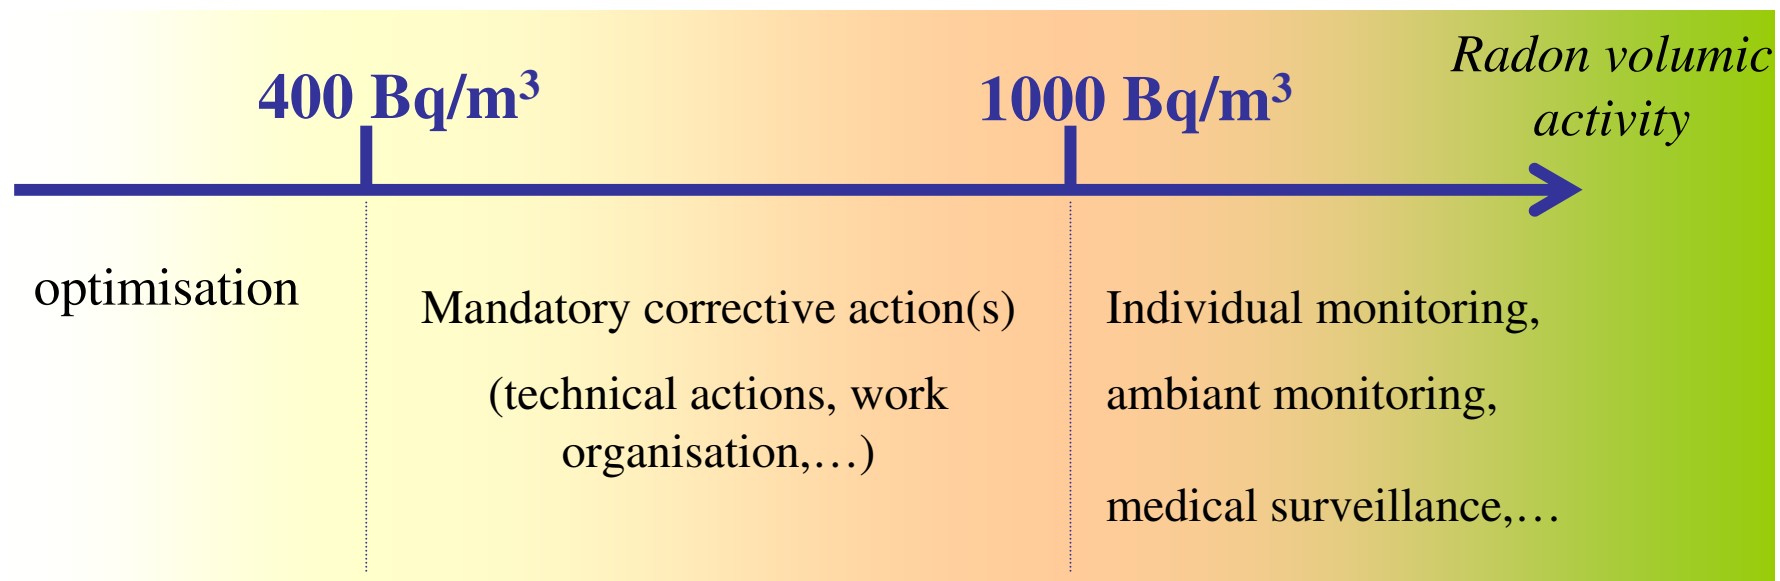 Radon volumic
activity
400 Bq/m³
1000 Bq/m³
optimisation
Mandatory corrective action(s)
(technical actions, work
organisation,…)
Individual monitoring,
ambiant monitoring,
medical surveillance,…